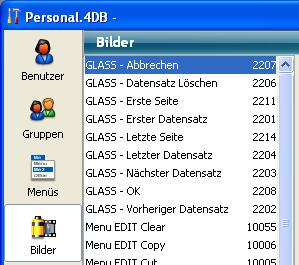 Personal.4DB -
Bilder
Benutzer
Gruppen
Menüs
Bilder
GLASS - Abbrechen 2207
GLASS - Datensatz Löschen 2206
GLASS - Erste Seite 2211
GLASS - Erster Datensatz 2201
GLASS - Letzte Seite 2214
GLASS - Letzter Datensatz 2204
GLASS - Nächster Datensatz 2203
GLASS - OK 2208
GLASS - Vorheriger Datensatz 2202
Menu EDIT Clear 10055
Menu EDIT Copy 10006
Menu EDIT Cut 10005